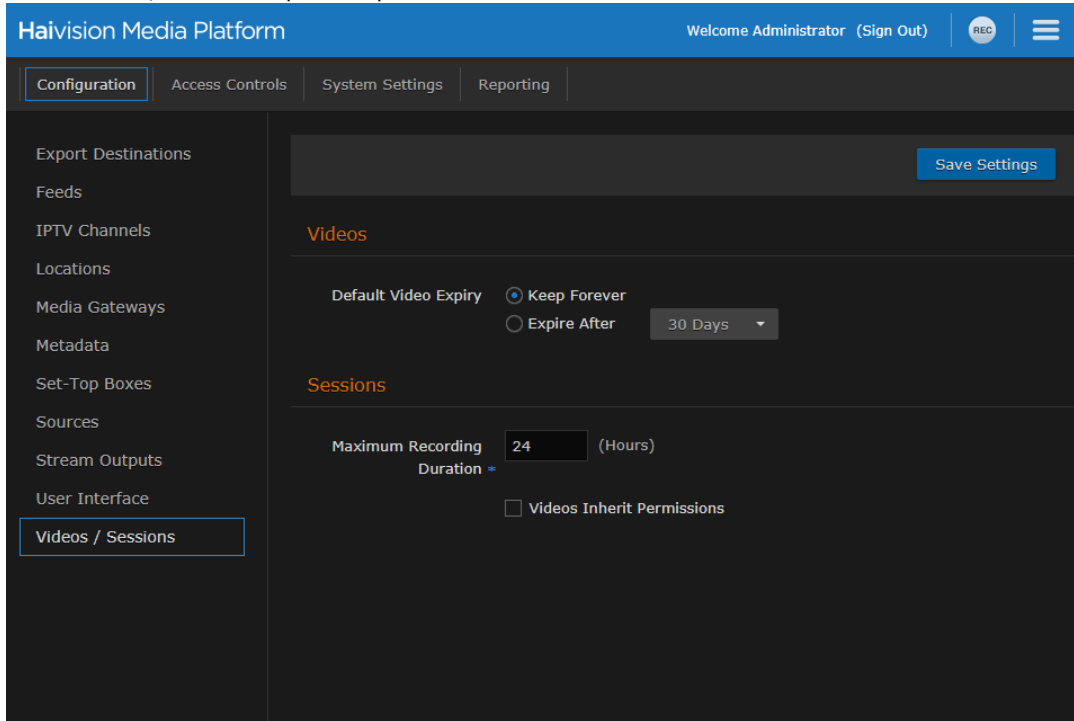 Haivision Media Platform
Welcome Administrator (Sign Out)
REC
Configuration
Access Controls
System Settings
Reporting
Export Destinations
Feeds
IPTV Channels
Locations
Media Gateways
Metadata
Set-Top Boxes
Sources
Stream Outputs
User Interface
Videos / Sessions
Save Settings
Videos
Default Video Expiry
Keep Forever
Expire After
30 Days
Sessions
Maximum Recording
Duration *
24
(Hours)
Videos Inherit Permissions